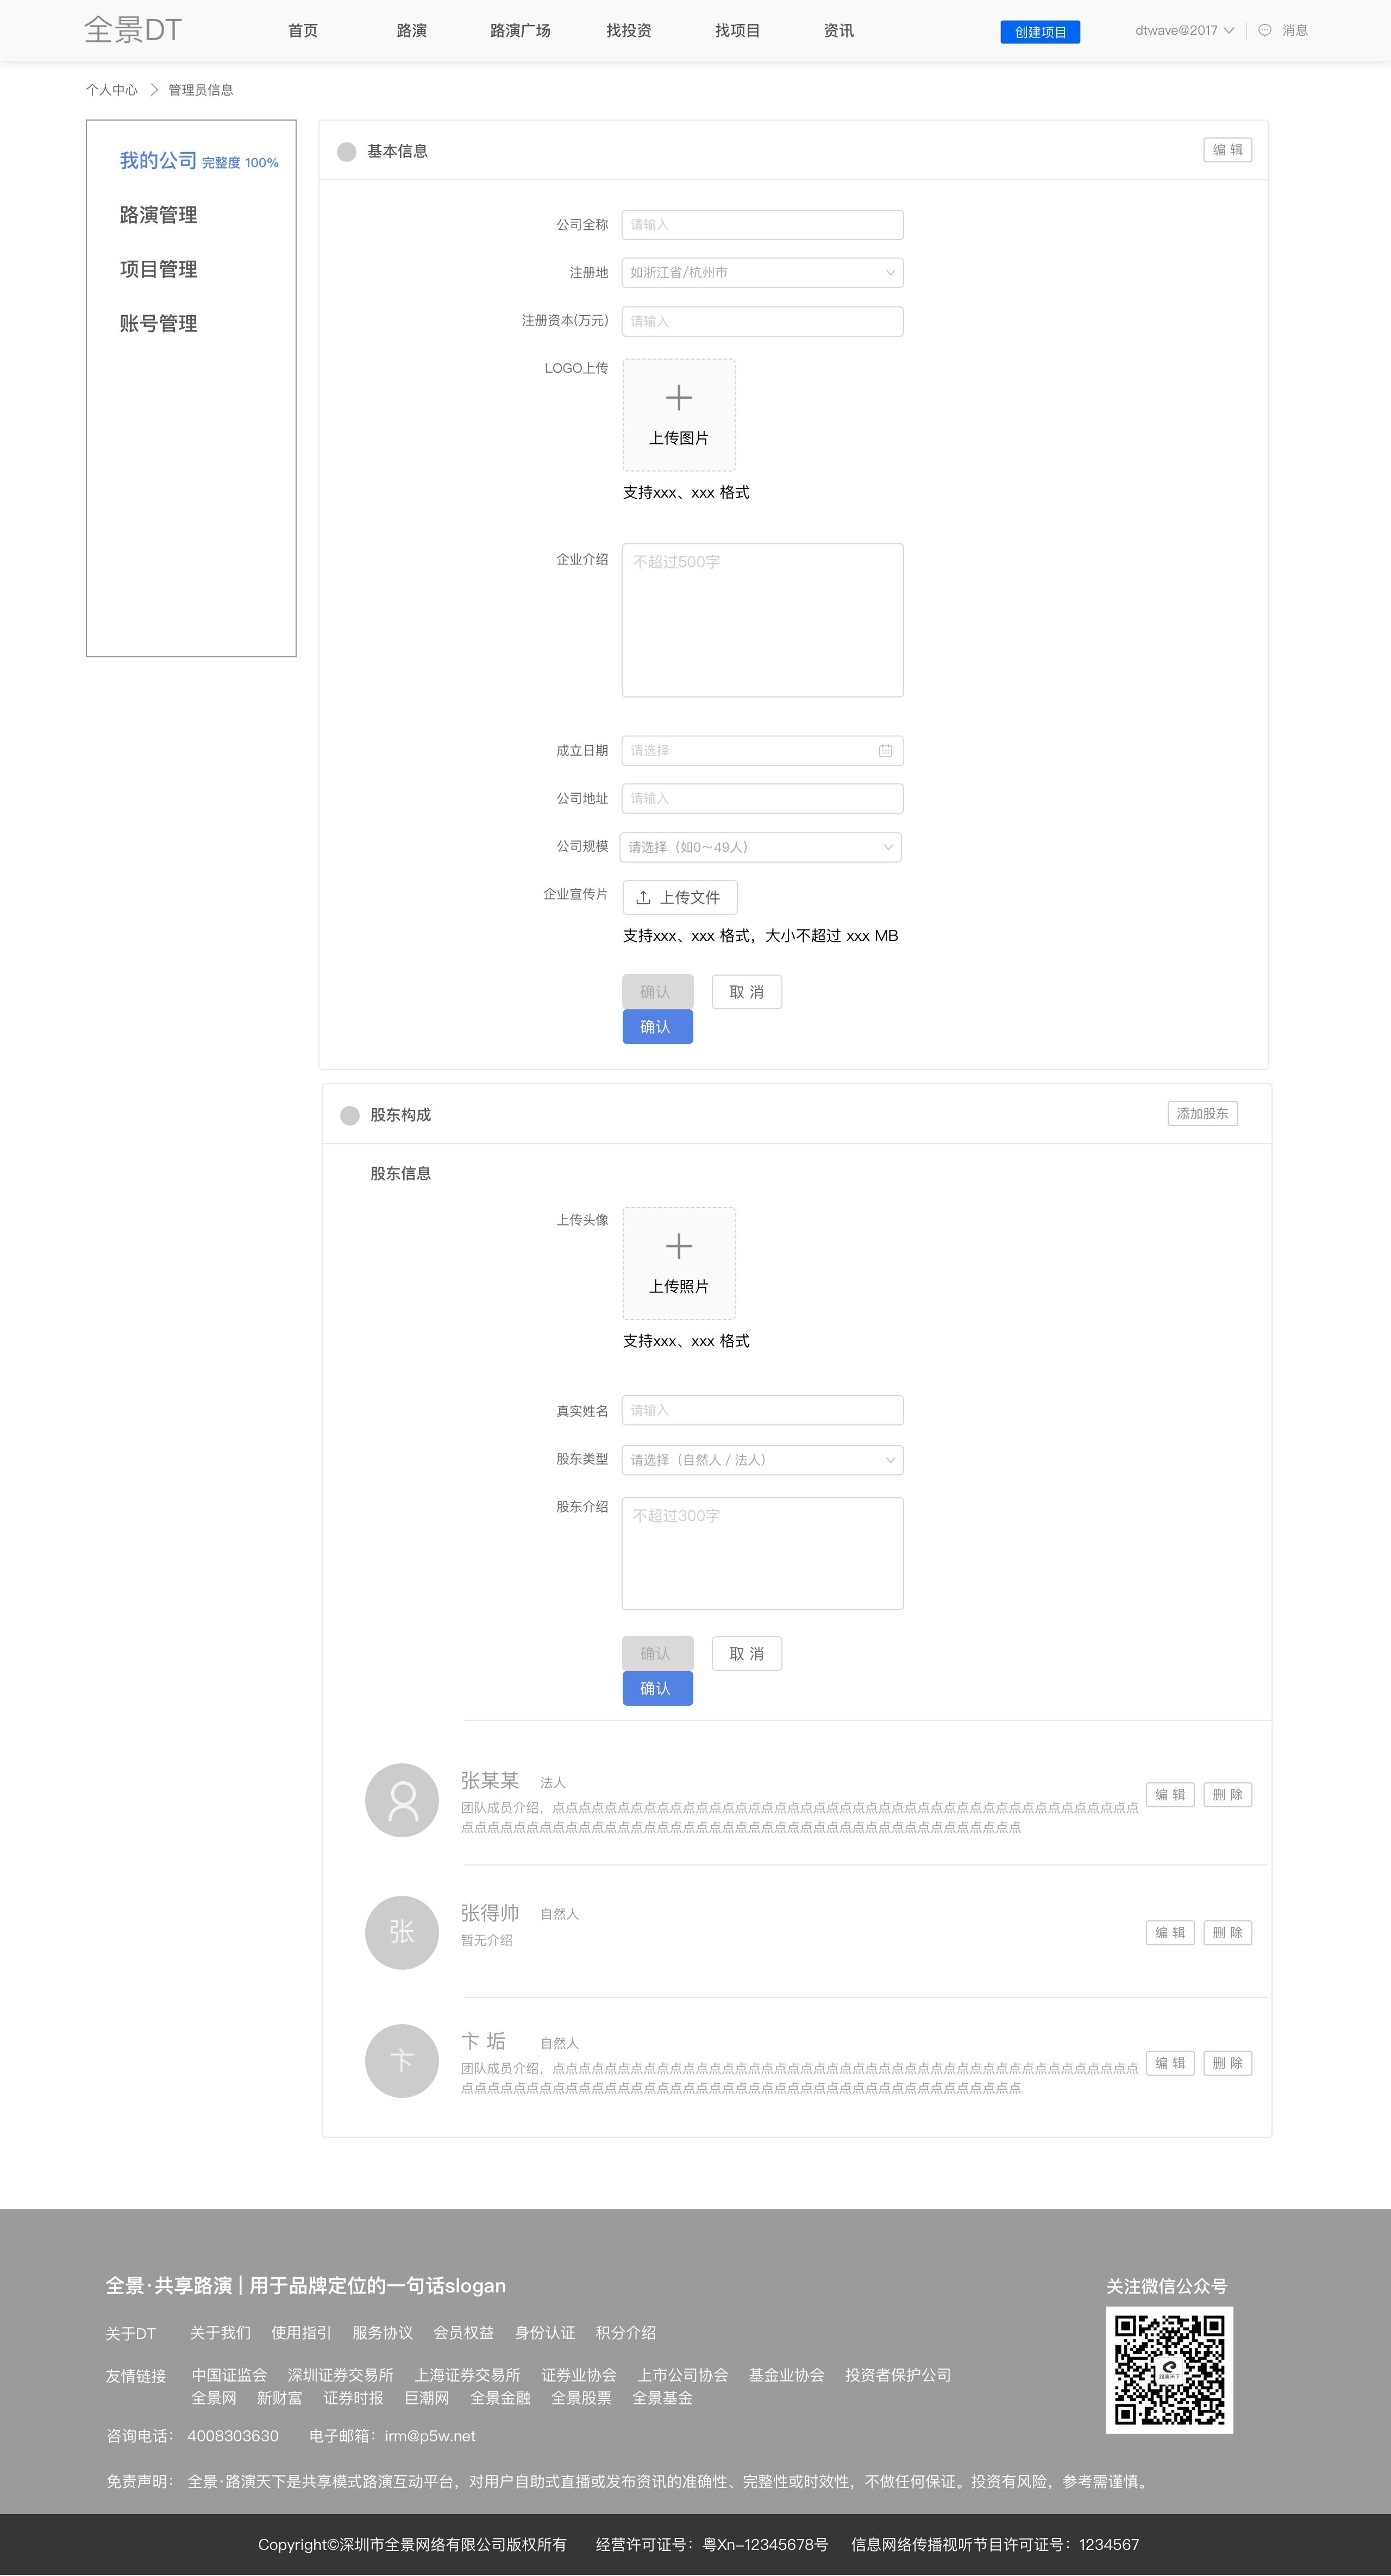 全景DT 首页 路演 路演广场 找投资 找项目 资讯 创建项目 dtwave@2017 消息
个人中心 > 管理员信息
我的公司 完整度 100%
路演管理
项目管理
账号管理
基本信息 编 辑
公司全称 请输入
注册地 如浙江省/杭州市
注册资本(万元) 请输入
LOGO上传
上传图片
支持xxx、xxx 格式
企业介绍 不超过500字
成立日期 请选择
公司地址 请输入
公司规模 请选择（如0～49人）
企业宣传片 上传文件
支持xxx、xxx 格式，大小不超过 xxx MB
确认 取 消
确认
股东构成 添加股东
股东信息
上传头像
上传照片
支持xxx、xxx 格式
真实姓名 请输入
股东类型 请选择（自然人 / 法人）
股东介绍 不超过300字
确认 取 消
确认
张某某 法人 编 辑 删 除
团队成员介绍，点点点点点点点点点点点点点点点点点点点点点点点点点点点点点点点点点点点点点点点点点点点点点
点点点点点点点点点点点点点点点点点点点点点点点点点点点点点点点点点点点点点点点点点点点
张 张得帅 自然人 编 辑 删 除
暂无介绍
卞 卞 垢 自然人 编 辑 删 除
团队成员介绍，点点点点点点点点点点点点点点点点点点点点点点点点点点点点点点点点点点点点点点点点点点点点点
点点点点点点点点点点点点点点点点点点点点点点点点点点点点点点点点点点点点点点点点点点点
全景·共享路演 | 用于品牌定位的一句话slogan
关于DT 关于我们 使用指引 服务协议 会员权益 身份认证 积分介绍
友情链接 中国证监会 深圳证券交易所 上海证券交易所 证券业协会 上市公司协会 基金业协会 投资者保护公司
全景网 新财富 证券时报 巨潮网 全景金融 全景股票 全景基金
咨询电话： 4008303630 电子邮箱：irm@p5w.net
关注微信公众号
路演天下
免责声明： 全景·路演天下是共享模式路演互动平台，对用户自助式直播或发布资讯的准确性、完整性或时效性，不做任何保证。投资有风险，参考需谨慎。
Copyright©深圳市全景网络有限公司版权所有 经营许可证号：粤Xn-12345678号 信息网络传播视听节目许可证号：1234567